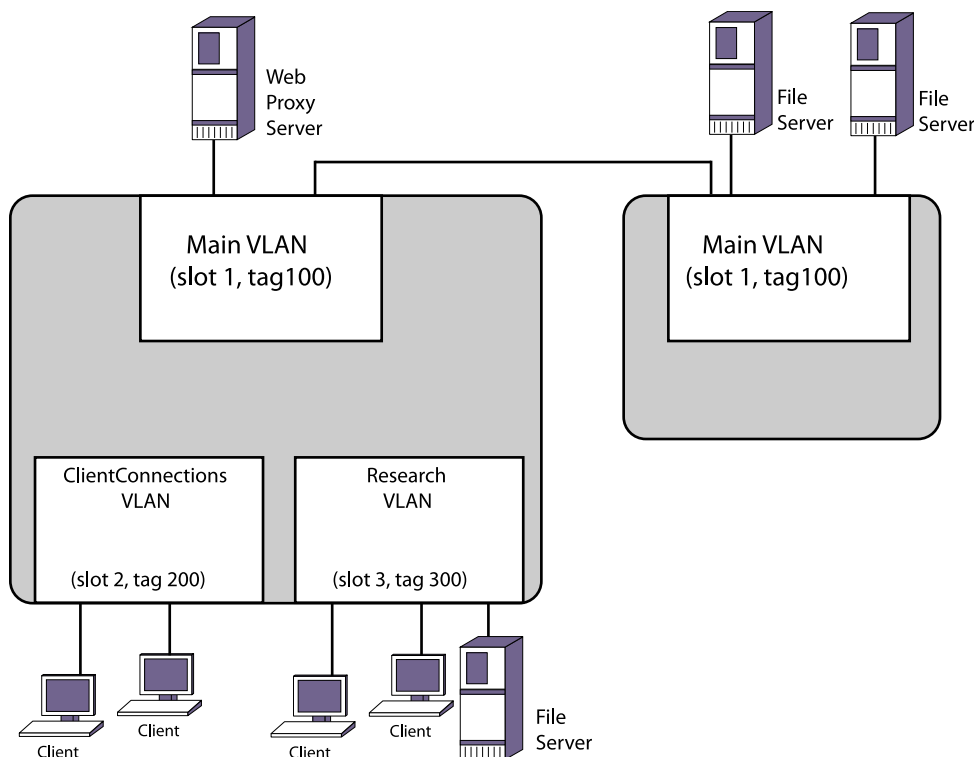 Web
Proxy
Server
File
Server
File
Server
Main VLAN
(slot 1, tag100)
Main VLAN
(slot 1, tag100)
ClientConnections
VLAN
(slot 2, tag 200)
Research
VLAN
(slot 3, tag 300)
Client
Client
Client
Client
File
Server